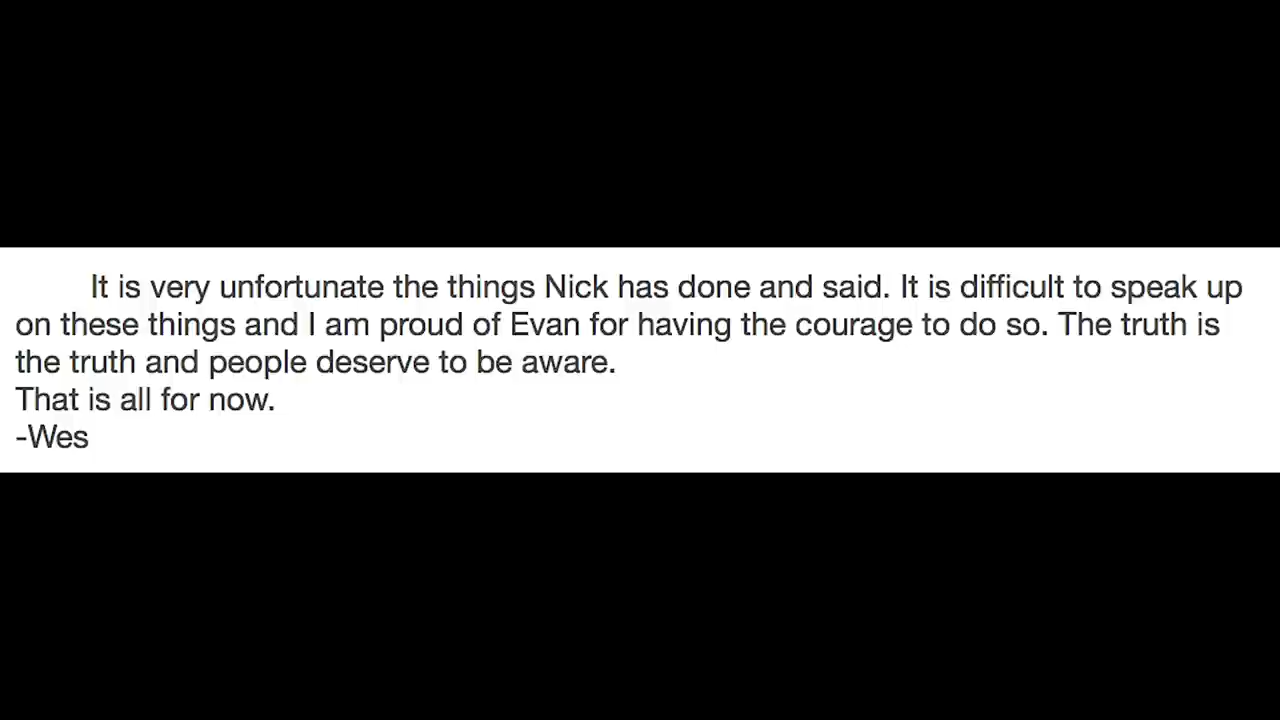 It is very unfortunate the things Nick has done and said. It is difficult to speak up
on these things and I am proud of Evan for having the courage to do so. The truth is
the truth and people deserve to be aware.
That is all for now.
-Wes